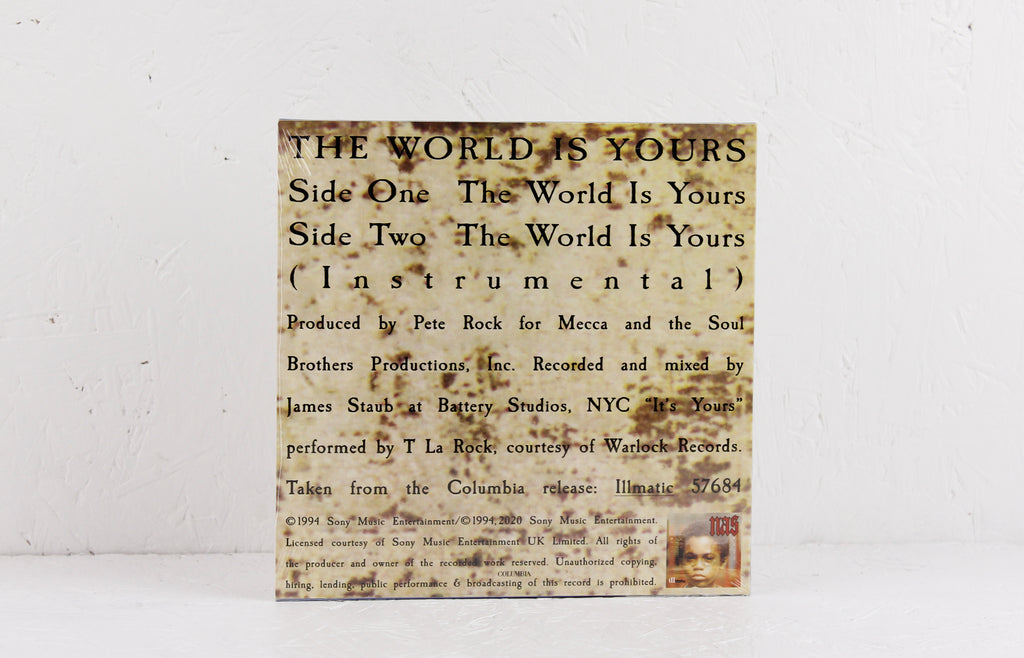 THE WORLD IS YOURS
Side One The World Is Yours
Side Two The World Is Yours
(Instrumental)
Produced by Pete Rock for Mecca and the Soul
Brothers Productions, Inc. Recorded and mixed by
James Staub at Battery Studios, NYC "It's Yours"
performed by T La Rock, courtesy of Warlock Records.
Taken from the Columbia release: Illmatic 57684
©1994 Sony Music Entertainment/©1994, 2020 Sony Music Entertainment.
Licensed courtesy of Sony Music Entertainment UK Limited. All rights of
the producer and owner of the recorded work reserved. Unauthorized copying,
COLUMBIA
hiring, lending, public performance & broadcasting of this record is prohibited.
nas